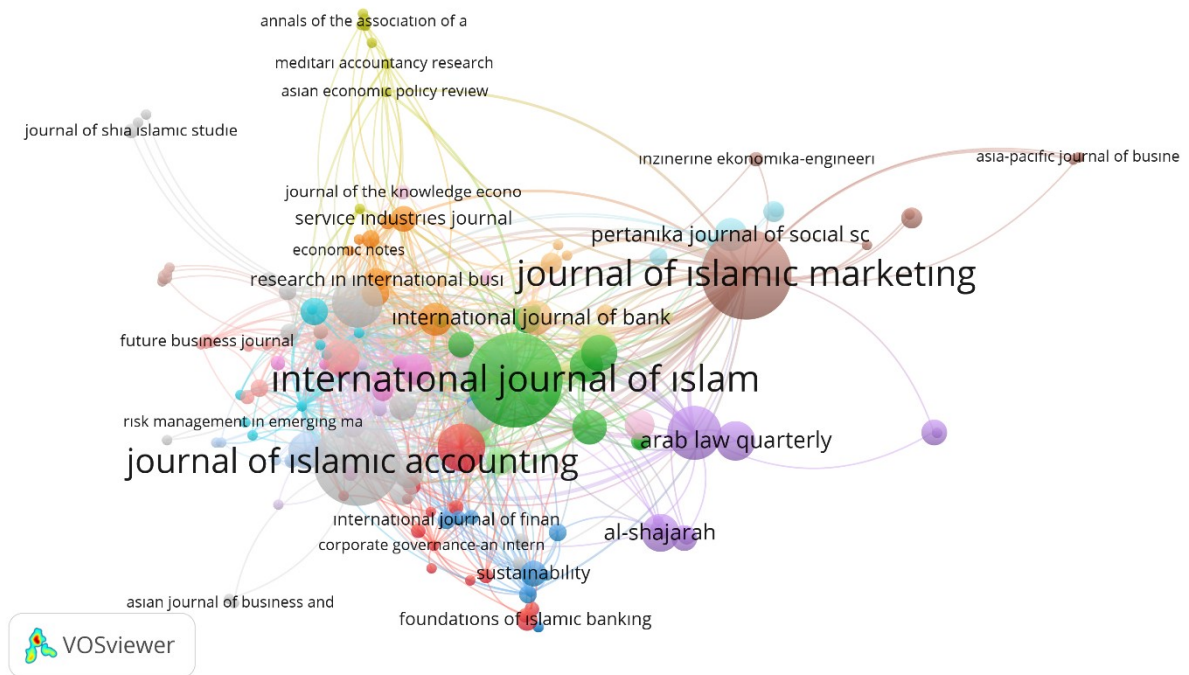 annals of the association of a
meditari accountancy research
asian economic policy review
journal of shia islamic studie
inzinerine ekonomika-engineeri
asia-pacific journal of busine
journal of the knowledge econo
service industries journal
pertanika journal of social sc
economic notes
research in international busi
journal of islamic marketing
international journal of bank
future business journal
international journal of islam
risk management in emerging ma
arab law quarterly
journal of islamic accounting
international journal of finan
al-shajarah
corporate governance-an intern
sustainability
asian journal of business and
foundations of islamic banking
VOSviewer